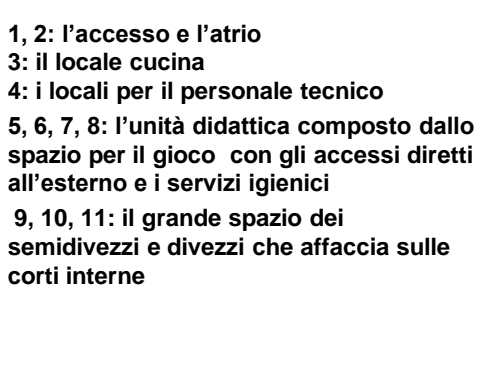 1, 2: l’accesso e l’atrio
3: il locale cucina
4: i locali per il personale tecnico
5, 6, 7, 8: l’unità didattica composto dallo
spazio per il gioco con gli accessi diretti
all’esterno e i servizi igienici
9, 10, 11: il grande spazio dei
semidivezzi e divezzi che affaccia sulle
corti interne